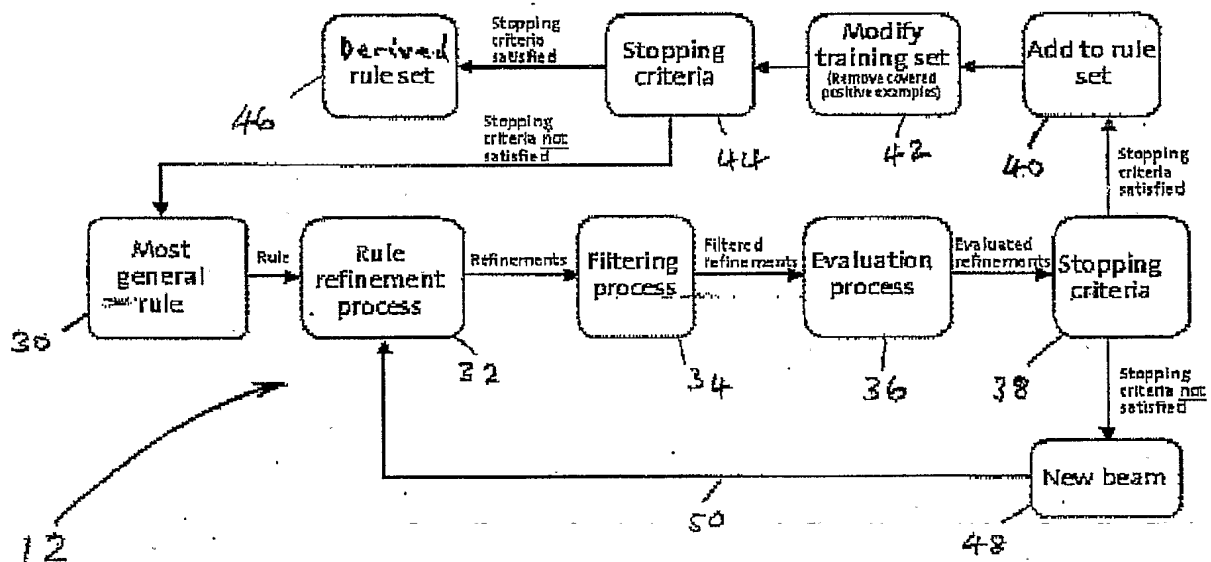 Derived
rule set
46
Stopping
criteria
satisfied
Stopping
criteria
44
Modify
training set
(Remove covered
positive examples)
42
Add to rule
set
40
Stopping
criteria not
satisfied
Stopping
criteria
satisfied
Most
general
rule
30
Rule
Rule
refinement
process
32
Refinements
Filtering
process
34
Filtered
refinements
Evaluation
process
36
Evaluated
refinements
Stopping
criteria
38
Stopping
criteria not
satisfied
New beam
48
50
12